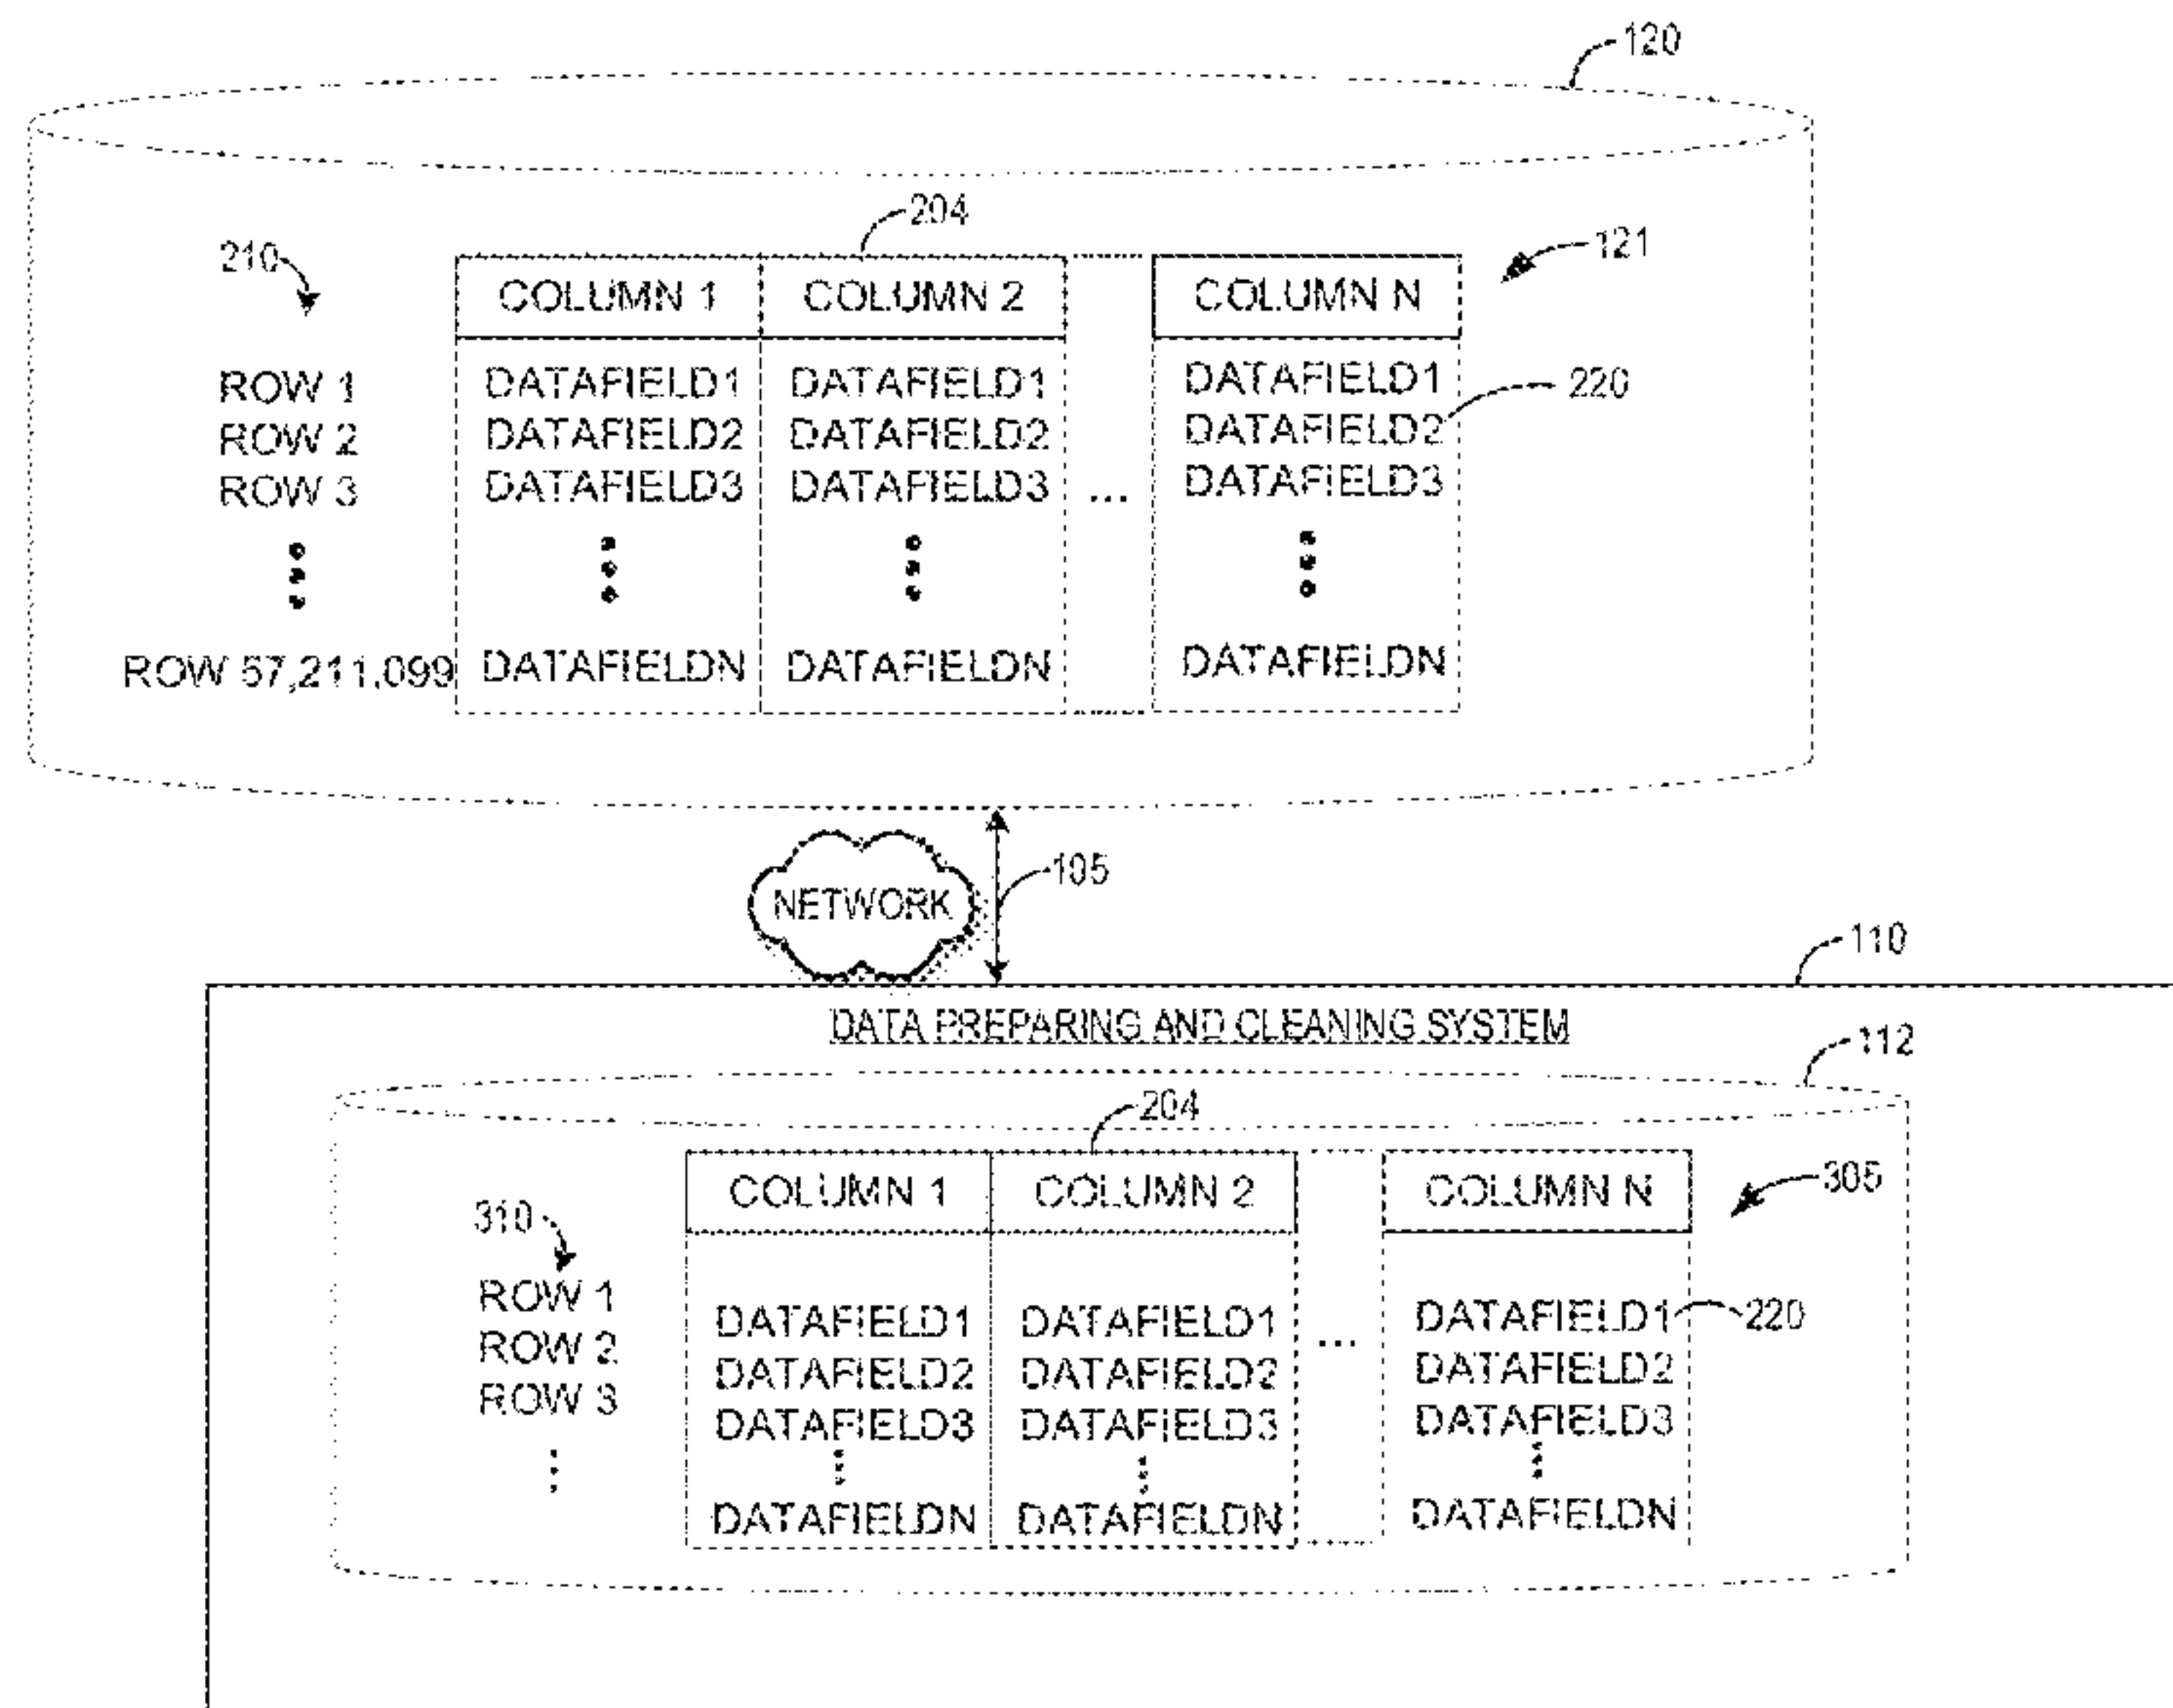 120
204
210
121
COLUMN 1 COLUMN 2 COLUMN N
ROW 1 DATAFIELD1 DATAFIELD1 DATAFIELD1 220
ROW 2 DATAFIELD2 DATAFIELD2 DATAFIELD2
ROW 3 DATAFIELD3 DATAFIELD3 ... DATAFIELD3
ROW 57,211,099 DATAFIELDN DATAFIELDN DATAFIELDN
NETWORK 105
110
DATA PREPARING AND CLEANING SYSTEM
112
204
COLUMN 1 COLUMN 2 COLUMN N 305
310
ROW 1 DATAFIELD1 DATAFIELD1 ... DATAFIELD1 220
ROW 2 DATAFIELD2 DATAFIELD2 DATAFIELD2
ROW 3 DATAFIELD3 DATAFIELD3 DATAFIELD3
DATAFIELDN DATAFIELDN DATAFIELDN